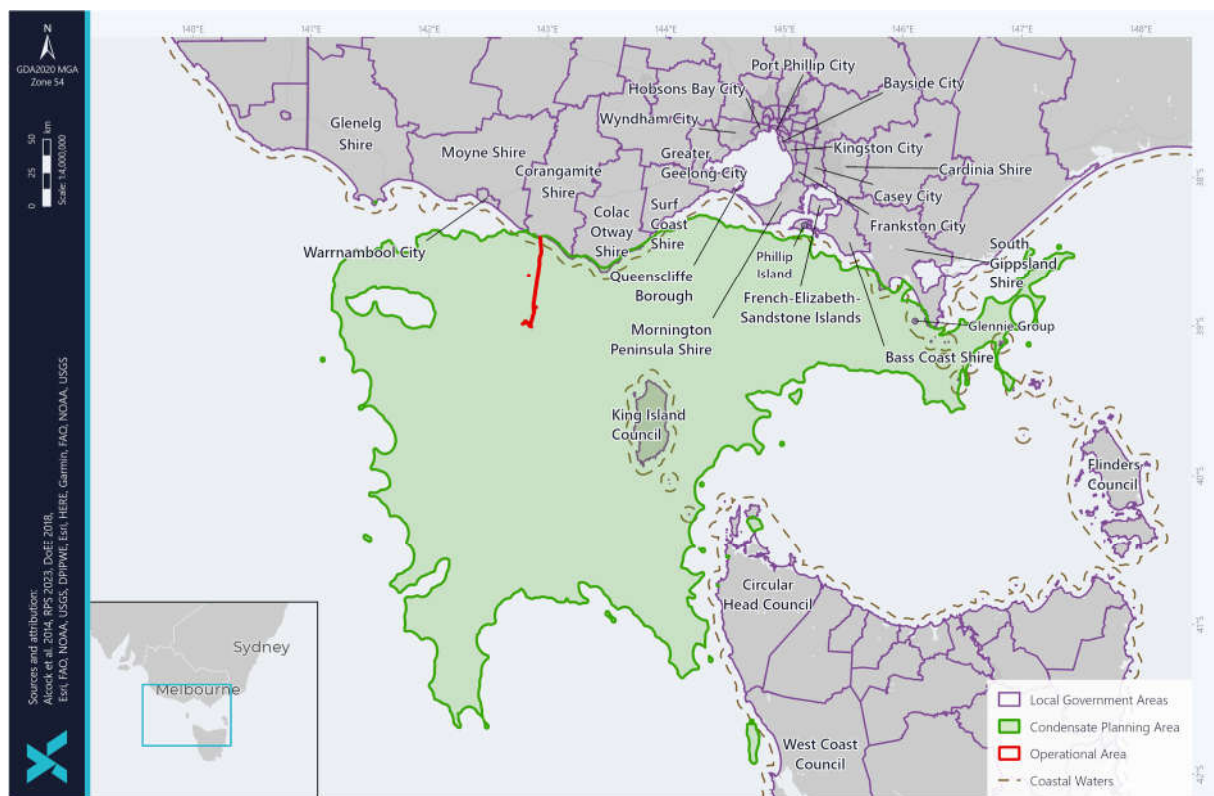 N
GDA2020 MGA
Zone 54
0 25 50
km
Scale: 1:4,000,000
Sources and attribution:
Alcock et al. 2014, RPS 2023, DoEE 2018,
Esri, FAO, NOAA, USGS, DPIPWE, Esri, HERE, Garmin, FAO, NOAA, USGS
140°E
141°E
142°E
143°E
144°E
145°E
146°E
147°E
148°E
38°S
39°S
40°S
41°S
42°S
Port Phillip City
Hobsons Bay City
Bayside City
Wyndham City
Glenelg
Shire
Moyne Shire
Corangamite
Shire
Greater
Geelong City
Kingston City
Cardinia Shire
Casey City
Colac
Otway
Shire
Surf
Coast
Shire
Frankston City
Warrnambool City
Queenscliffe
Borough
Phillip
Island
South
Gippsland
Shire
French-Elizabeth-
Sandstone Islands
Mornington
Peninsula Shire
Glennie Group
Bass Coast Shire
King Island
Council
Flinders
Council
Circular
Head Council
West Coast
Council
Sydney
Melbourne
Local Government Areas
Condensate Planning Area
Operational Area
Coastal Waters